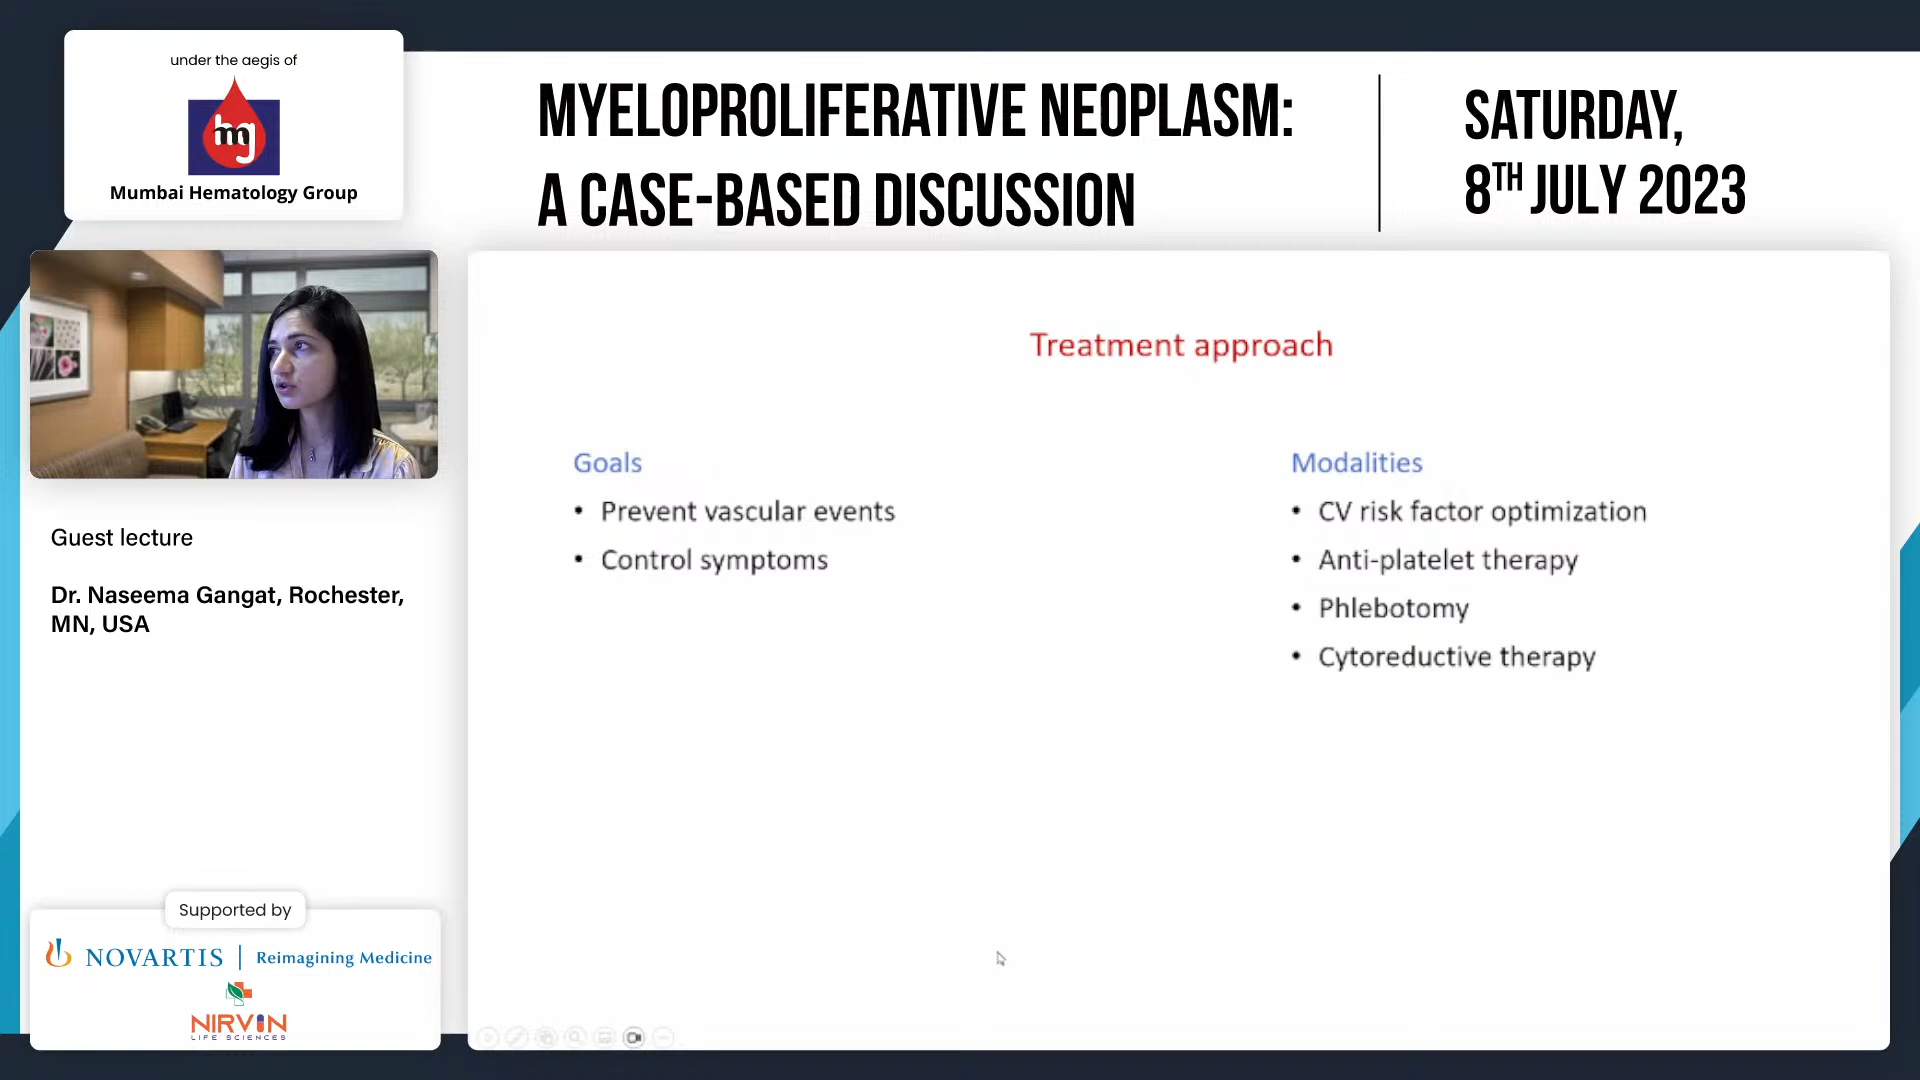 under the aegis of
hg
Mumbai Hematology Group
MYELOPROLIFERATIVE NEOPLASM:
A CASE-BASED DISCUSSION
SATURDAY,
8TH JULY 2023
Guest lecture
Dr. Naseema Gangat, Rochester,
MN, USA
Treatment approach
Goals
• Prevent vascular events
• Control symptoms
Modalities
• CV risk factor optimization
• Anti-platelet therapy
• Phlebotomy
• Cytoreductive therapy
Supported by
NOVARTIS | Reimagining Medicine
NIRVIN
LIFE SCIENCES